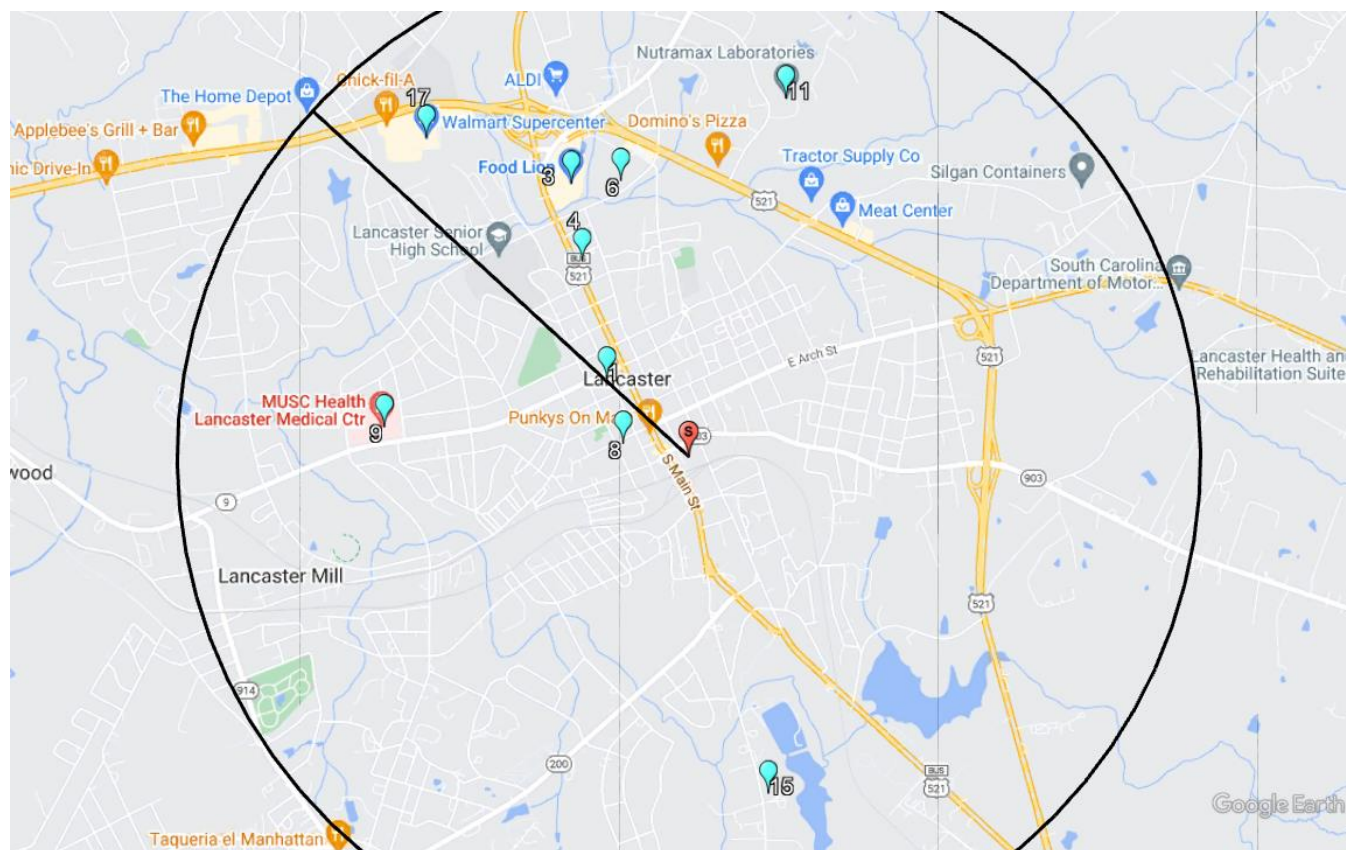 Nutramax Laboratories
11
Chick-fil-A
ALDI
The Home Depot
17
Walmart Supercenter
Applebee's Grill + Bar
Domino's Pizza
nic Drive-In
Food Lion
3
6
Tractor Supply Co
Silgan Containers
521
Meat Center
Lancaster Senior
High School
4
BUS
521
South Carolina
Department of Motor...
E Arch St
521
Lancaster Health and
Rehabilitation Suite
1
Lancaster
MUSC Health
Lancaster Medical Ctr
9
Punkys On Ma
8
S
03
S Main St
wood
9
903
Lancaster Mill
521
914
200
15
BUS
521
Google Earth
Taqueria el Manhattan